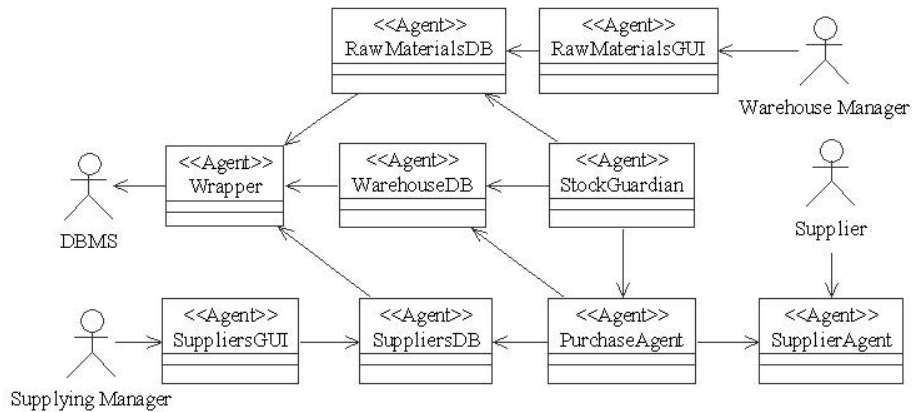 <<Agent>>
RawMaterialsDB
<<Agent>>
RawMaterialsGUI
Warehouse Manager
<<Agent>>
Wrapper
<<Agent>>
WarehouseDB
<<Agent>>
StockGuardian
DBMS
Supplier
<<Agent>>
SuppliersGUI
<<Agent>>
SuppliersDB
<<Agent>>
PurchaseAgent
<<Agent>>
SupplierAgent
Supplying Manager